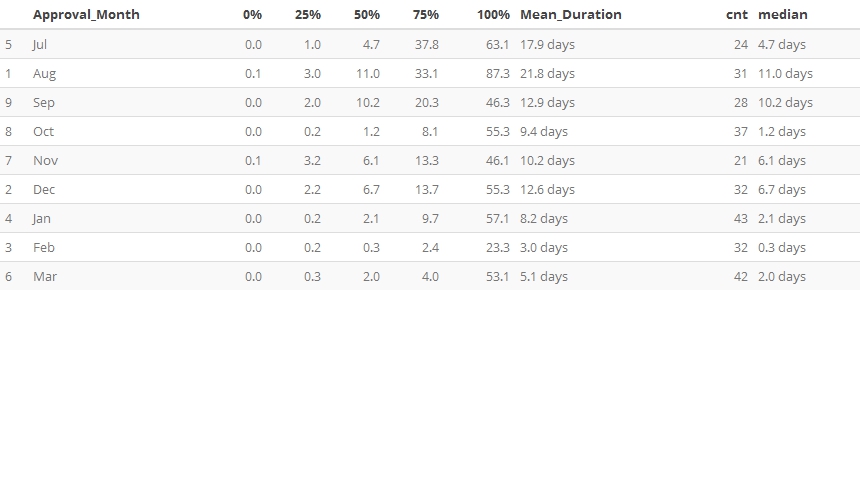 Approval_Month 0% 25% 50% 75% 100% Mean_Duration cnt median
5 Jul 0.0 1.0 4.7 37.8 63.1 17.9 days 24 4.7 days
1 Aug 0.1 3.0 11.0 33.1 87.3 21.8 days 31 11.0 days
9 Sep 0.0 2.0 10.2 20.3 46.3 12.9 days 28 10.2 days
8 Oct 0.0 0.2 1.2 8.1 55.3 9.4 days 37 1.2 days
7 Nov 0.1 3.2 6.1 13.3 46.1 10.2 days 21 6.1 days
2 Dec 0.0 2.2 6.7 13.7 55.3 12.6 days 32 6.7 days
4 Jan 0.0 0.2 2.1 9.7 57.1 8.2 days 43 2.1 days
3 Feb 0.0 0.2 0.3 2.4 23.3 3.0 days 32 0.3 days
6 Mar 0.0 0.3 2.0 4.0 53.1 5.1 days 42 2.0 days